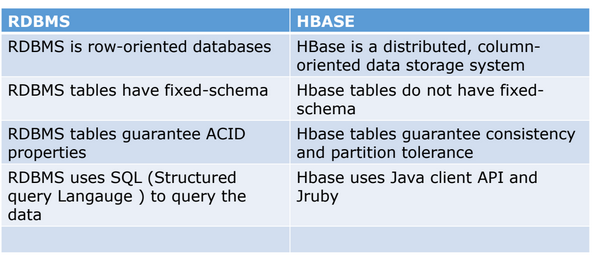 RDBMS
HBASE
RDBMS is row-oriented databases
HBase is a distributed, column-
oriented data storage system
RDBMS tables have fixed-schema
Hbase tables do not have fixed-
schema
RDBMS tables guarantee ACID
properties
Hbase tables guarantee consistency
and partition tolerance
RDBMS uses SQL (Structured
query Langauge ) to query the
data
Hbase uses Java client API and
Jruby